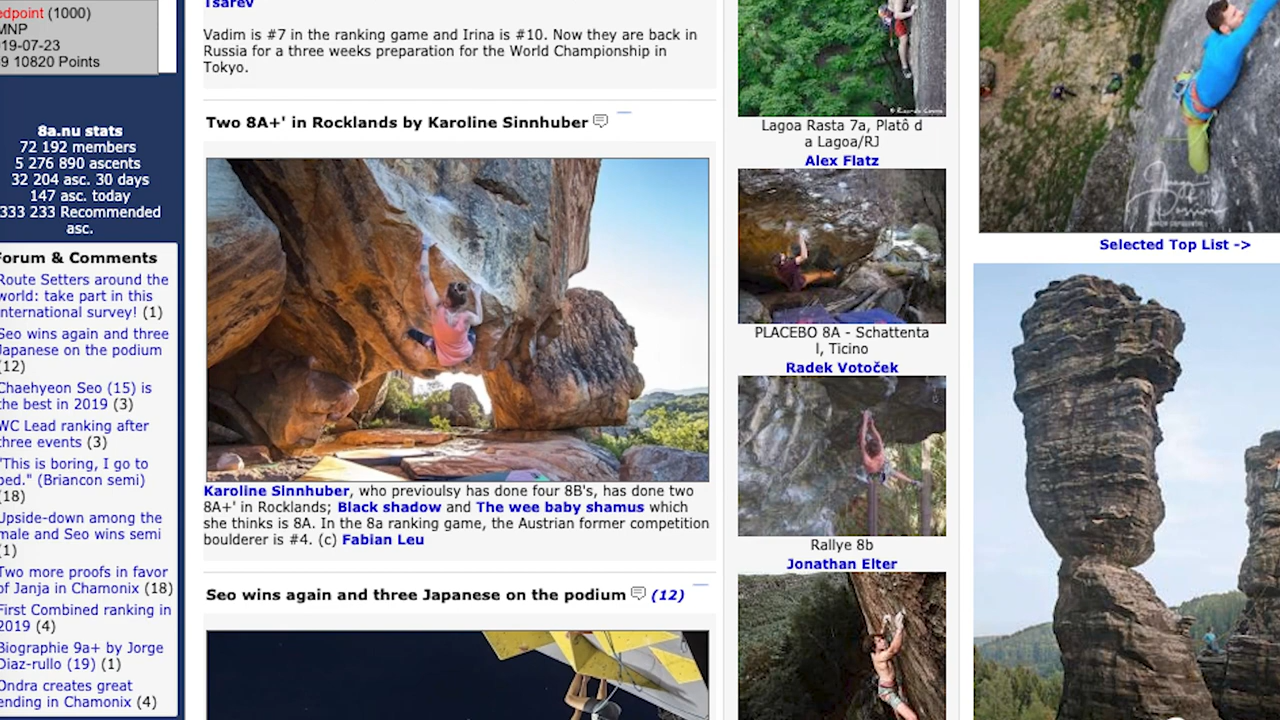 edpoint (1000)
MNP
19-07-23
9 10820 Points
8a.nu stats
72 192 members
5 276 890 ascents
32 204 asc. 30 days
147 asc. today
333 233 Recommended
asc.
Forum & Comments
Route Setters around the
world: take part in this
international survey! (1)
Seo wins again and three
Japanese on the podium
(12)
Chaehyeon Seo (15) is
the best in 2019 (3)
WC Lead ranking after
three events (3)
"This is boring, I go to
bed." (Briancon semi)
(18)
Upside-down among the
male and Seo wins semi
(1)
Two more proofs in favor
of Janja in Chamonix (18)
First Combined ranking in
2019 (4)
Biographie 9a+ by Jorge
Diaz-rullo (19) (1)
Ondra creates great
ending in Chamonix (4)
Tsarev
Vadim is #7 in the ranking game and Irina is #10. Now they are back in
Russia for a three weeks preparation for the World Championship in
Tokyo.
Two 8A+' in Rocklands by Karoline Sinnhuber
Karoline SInnhuber, who previoulsy has done four 8B's, has done two
8A+' in Rocklands; Black shadow and The wee baby shamus which
she thinks is 8A. In the 8a ranking game, the Austrian former competition
boulderer is #4. (c) Fabian Leu
Seo wins again and three Japanese on the podium (12)
Lagoa Rasta 7a, Platô d
a Lagoa/RJ
Alex Flatz
PLACEBO 8A - Schattenta
l, Ticino
Radek Votoček
Rallye 8b
Jonathan Elter
Selected Top List ->